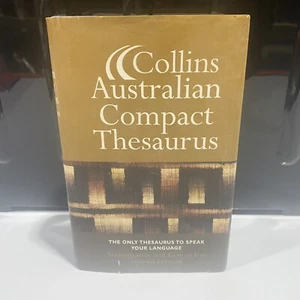 Collins
Australian
Compact
Thesaurus
THE ONLY THESAURUS TO SPEAK
YOUR LANGUAGE